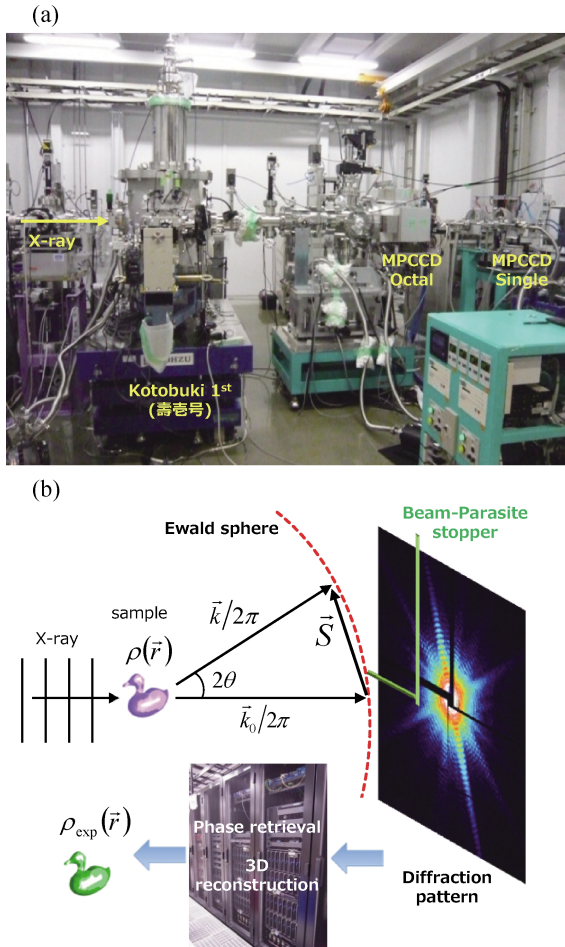 (a)
X-ray
MPCCD
Octal
MPCCD
Single
Kotobuki 1st
(壽壱号)
(b)
Beam-Parasite
stopper
Ewald sphere
sample
X-ray
ρ(r⃗)
k⃗/2π
S⃗
2θ
k⃗₀/2π
Phase retrieval
3D
reconstruction
ρexp(r⃗)
Diffraction
pattern